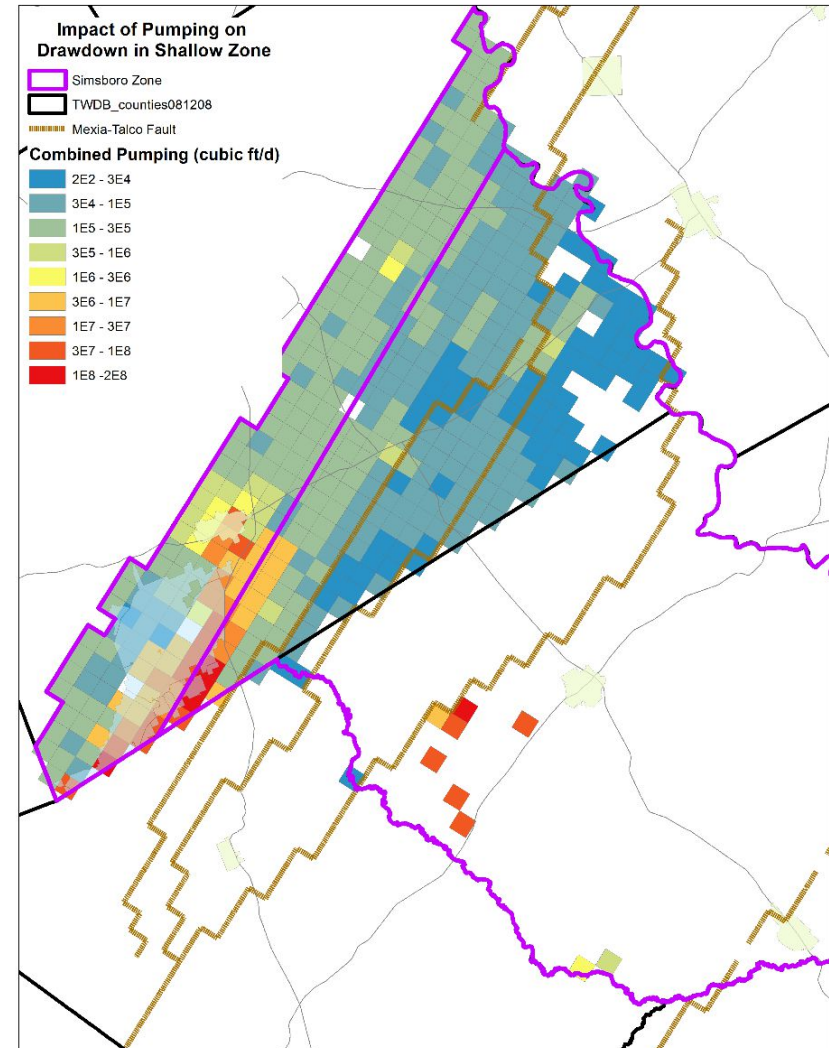 Impact of Pumping on
Drawdown in Shallow Zone
Simsboro Zone
TWDB_counties081208
Mexia-Talco Fault
Combined Pumping (cubic ft/d)
2E2 - 3E4
3E4 - 1E5
1E5 - 3E5
3E5 - 1E6
1E6 - 3E6
3E6 - 1E7
1E7 - 3E7
3E7 - 1E8
1E8 -2E8